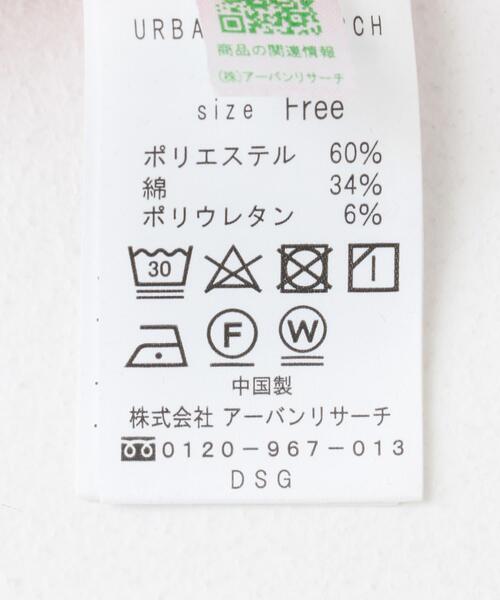 URBA CH
商品の関連情報
(株)アーバンリサーチ
size Free
ポリエステル 60%
綿 34%
ポリウレタン 6%
30
F W
中国製
株式会社 アーバンリサーチ
0120-967-013
DSG